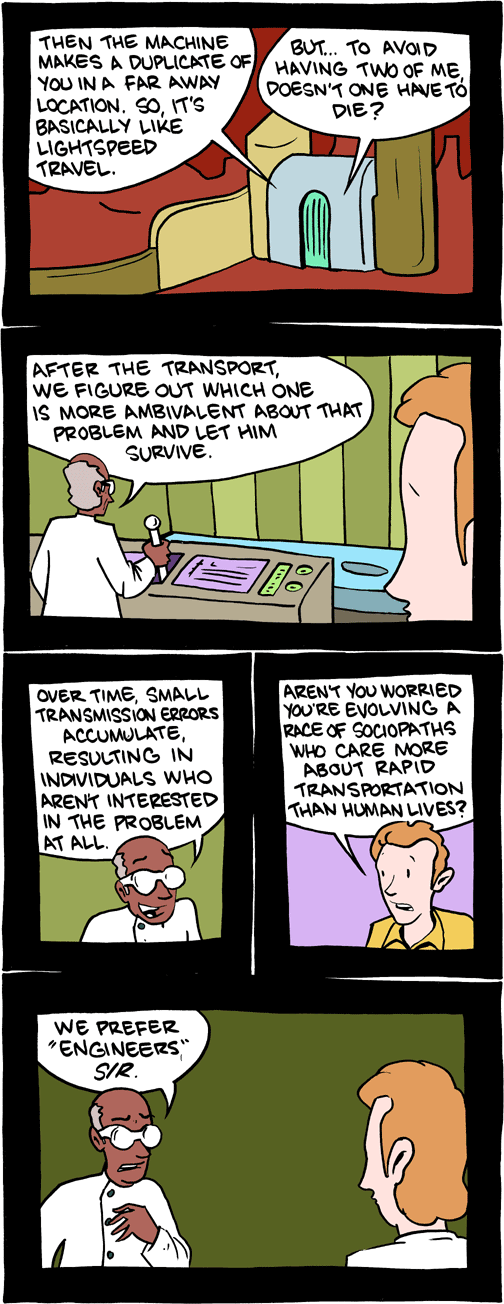 THEN THE MACHINE
MAKES A DUPLICATE OF
YOU IN A FAR AWAY
LOCATION. SO, IT'S
BASICALLY LIKE
LIGHTSPEED
TRAVEL.
BUT... TO AVOID
HAVING TWO OF ME,
DOESN'T ONE HAVE TO
DIE?
AFTER THE TRANSPORT,
WE FIGURE OUT WHICH ONE
IS MORE AMBIVALENT ABOUT THAT
PROBLEM AND LET HIM
SURVIVE.
OVER TIME, SMALL
TRANSMISSION ERRORS
ACCUMULATE,
RESULTING IN
INDIVIDUALS WHO
AREN'T INTERESTED
IN THE PROBLEM
AT ALL.
AREN'T YOU WORRIED
YOU'RE EVOLVING A
RACE OF SOCIOPATHS
WHO CARE MORE
ABOUT RAPID
TRANSPORTATION
THAN HUMAN LIVES?
WE PREFER
"ENGINEERS,"
SIR.